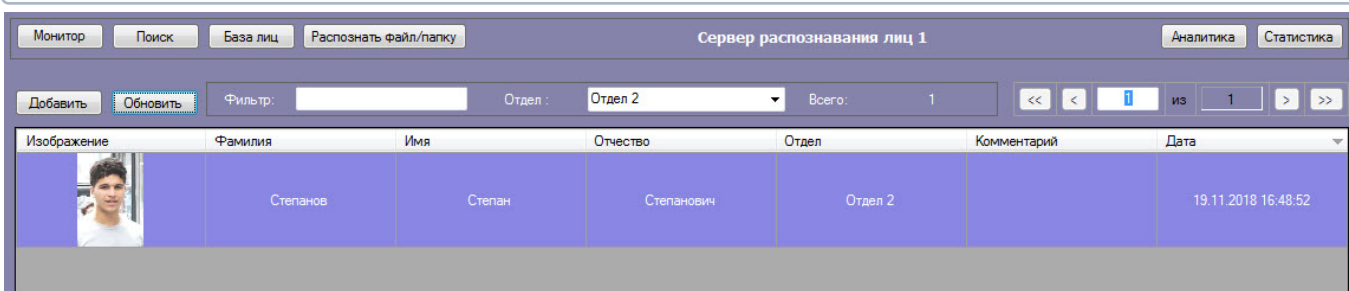 Монитор Поиск База лиц Распознать файл/папку Сервер распознавания лиц 1 Аналитика Статистика
Добавить Обновить Фильтр: Отдел : Отдел 2 Всего: 1 << < 1 из 1 > >>
Изображение Фамилия Имя Отчество Отдел Комментарий Дата
Степанов Степан Степанович Отдел 2 19.11.2018 16:48:52